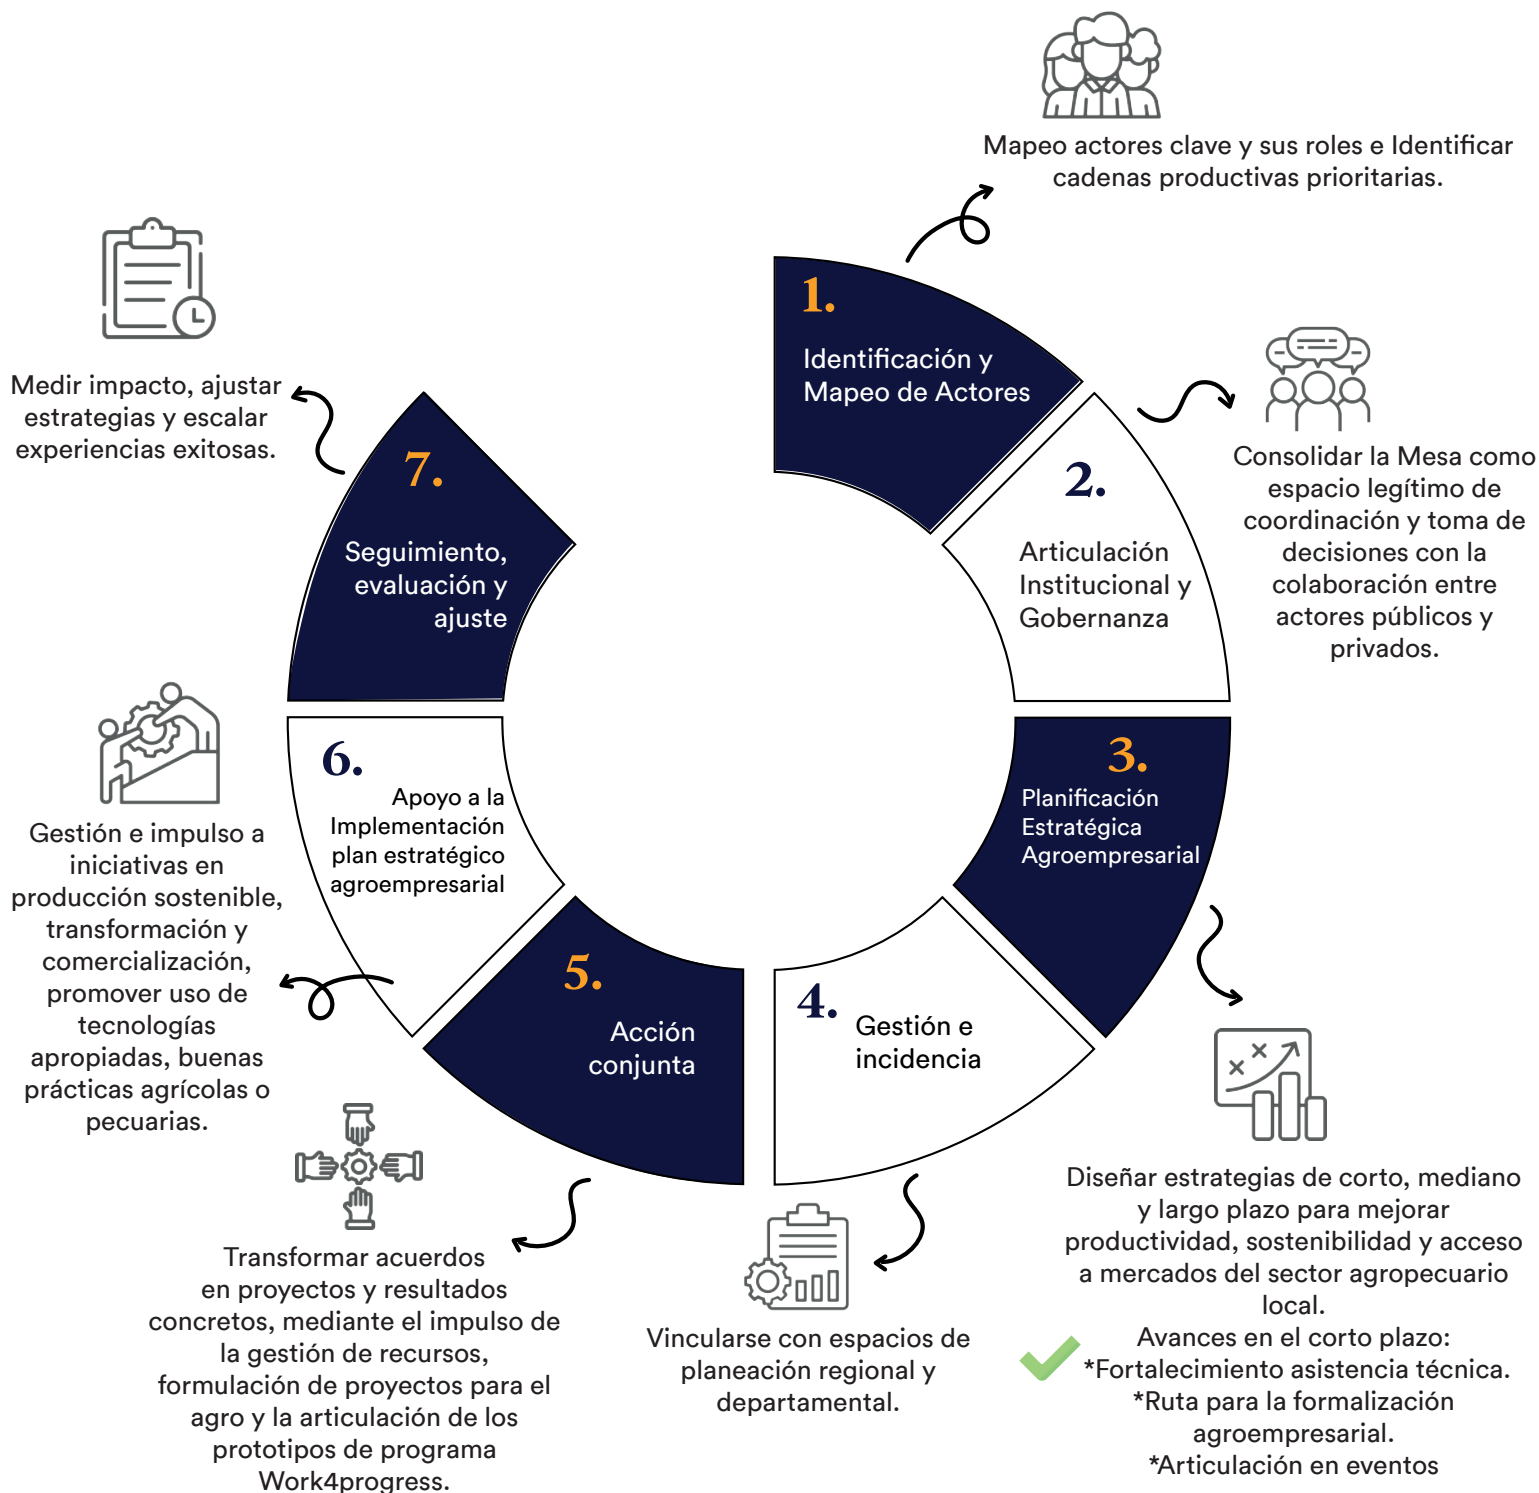 Mapeo actores clave y sus roles e Identificar
cadenas productivas prioritarias.
1.
Identificación y
Mapeo de Actores
2.
Articulación
Institucional y
Gobernanza
Consolidar la Mesa como
espacio legítimo de
coordinación y toma de
decisiones con la
colaboración entre
actores públicos y
privados.
3.
Planificación
Estratégica
Agroempresarial
Diseñar estrategias de corto, mediano
y largo plazo para mejorar
productividad, sostenibilidad y acceso
a mercados del sector agropecuario
local.
Avances en el corto plazo:
*Fortalecimiento asistencia técnica.
*Ruta para la formalización
agroempresarial.
*Articulación en eventos
4.
Gestión e
incidencia
Vincularse con espacios de
planeación regional y
departamental.
5.
Acción
conjunta
Transformar acuerdos
en proyectos y resultados
concretos, mediante el impulso de
la gestión de recursos,
formulación de proyectos para el
agro y la articulación de los
prototipos de programa
Work4progress.
6.
Apoyo a la
Implementación
plan estratégico
agroempresarial
Gestión e impulso a
iniciativas en
producción sostenible,
transformación y
comercialización,
promover uso de
tecnologías
apropiadas, buenas
prácticas agrícolas o
pecuarias.
7.
Seguimiento,
evaluación y
ajuste
Medir impacto, ajustar
estrategias y escalar
experiencias exitosas.